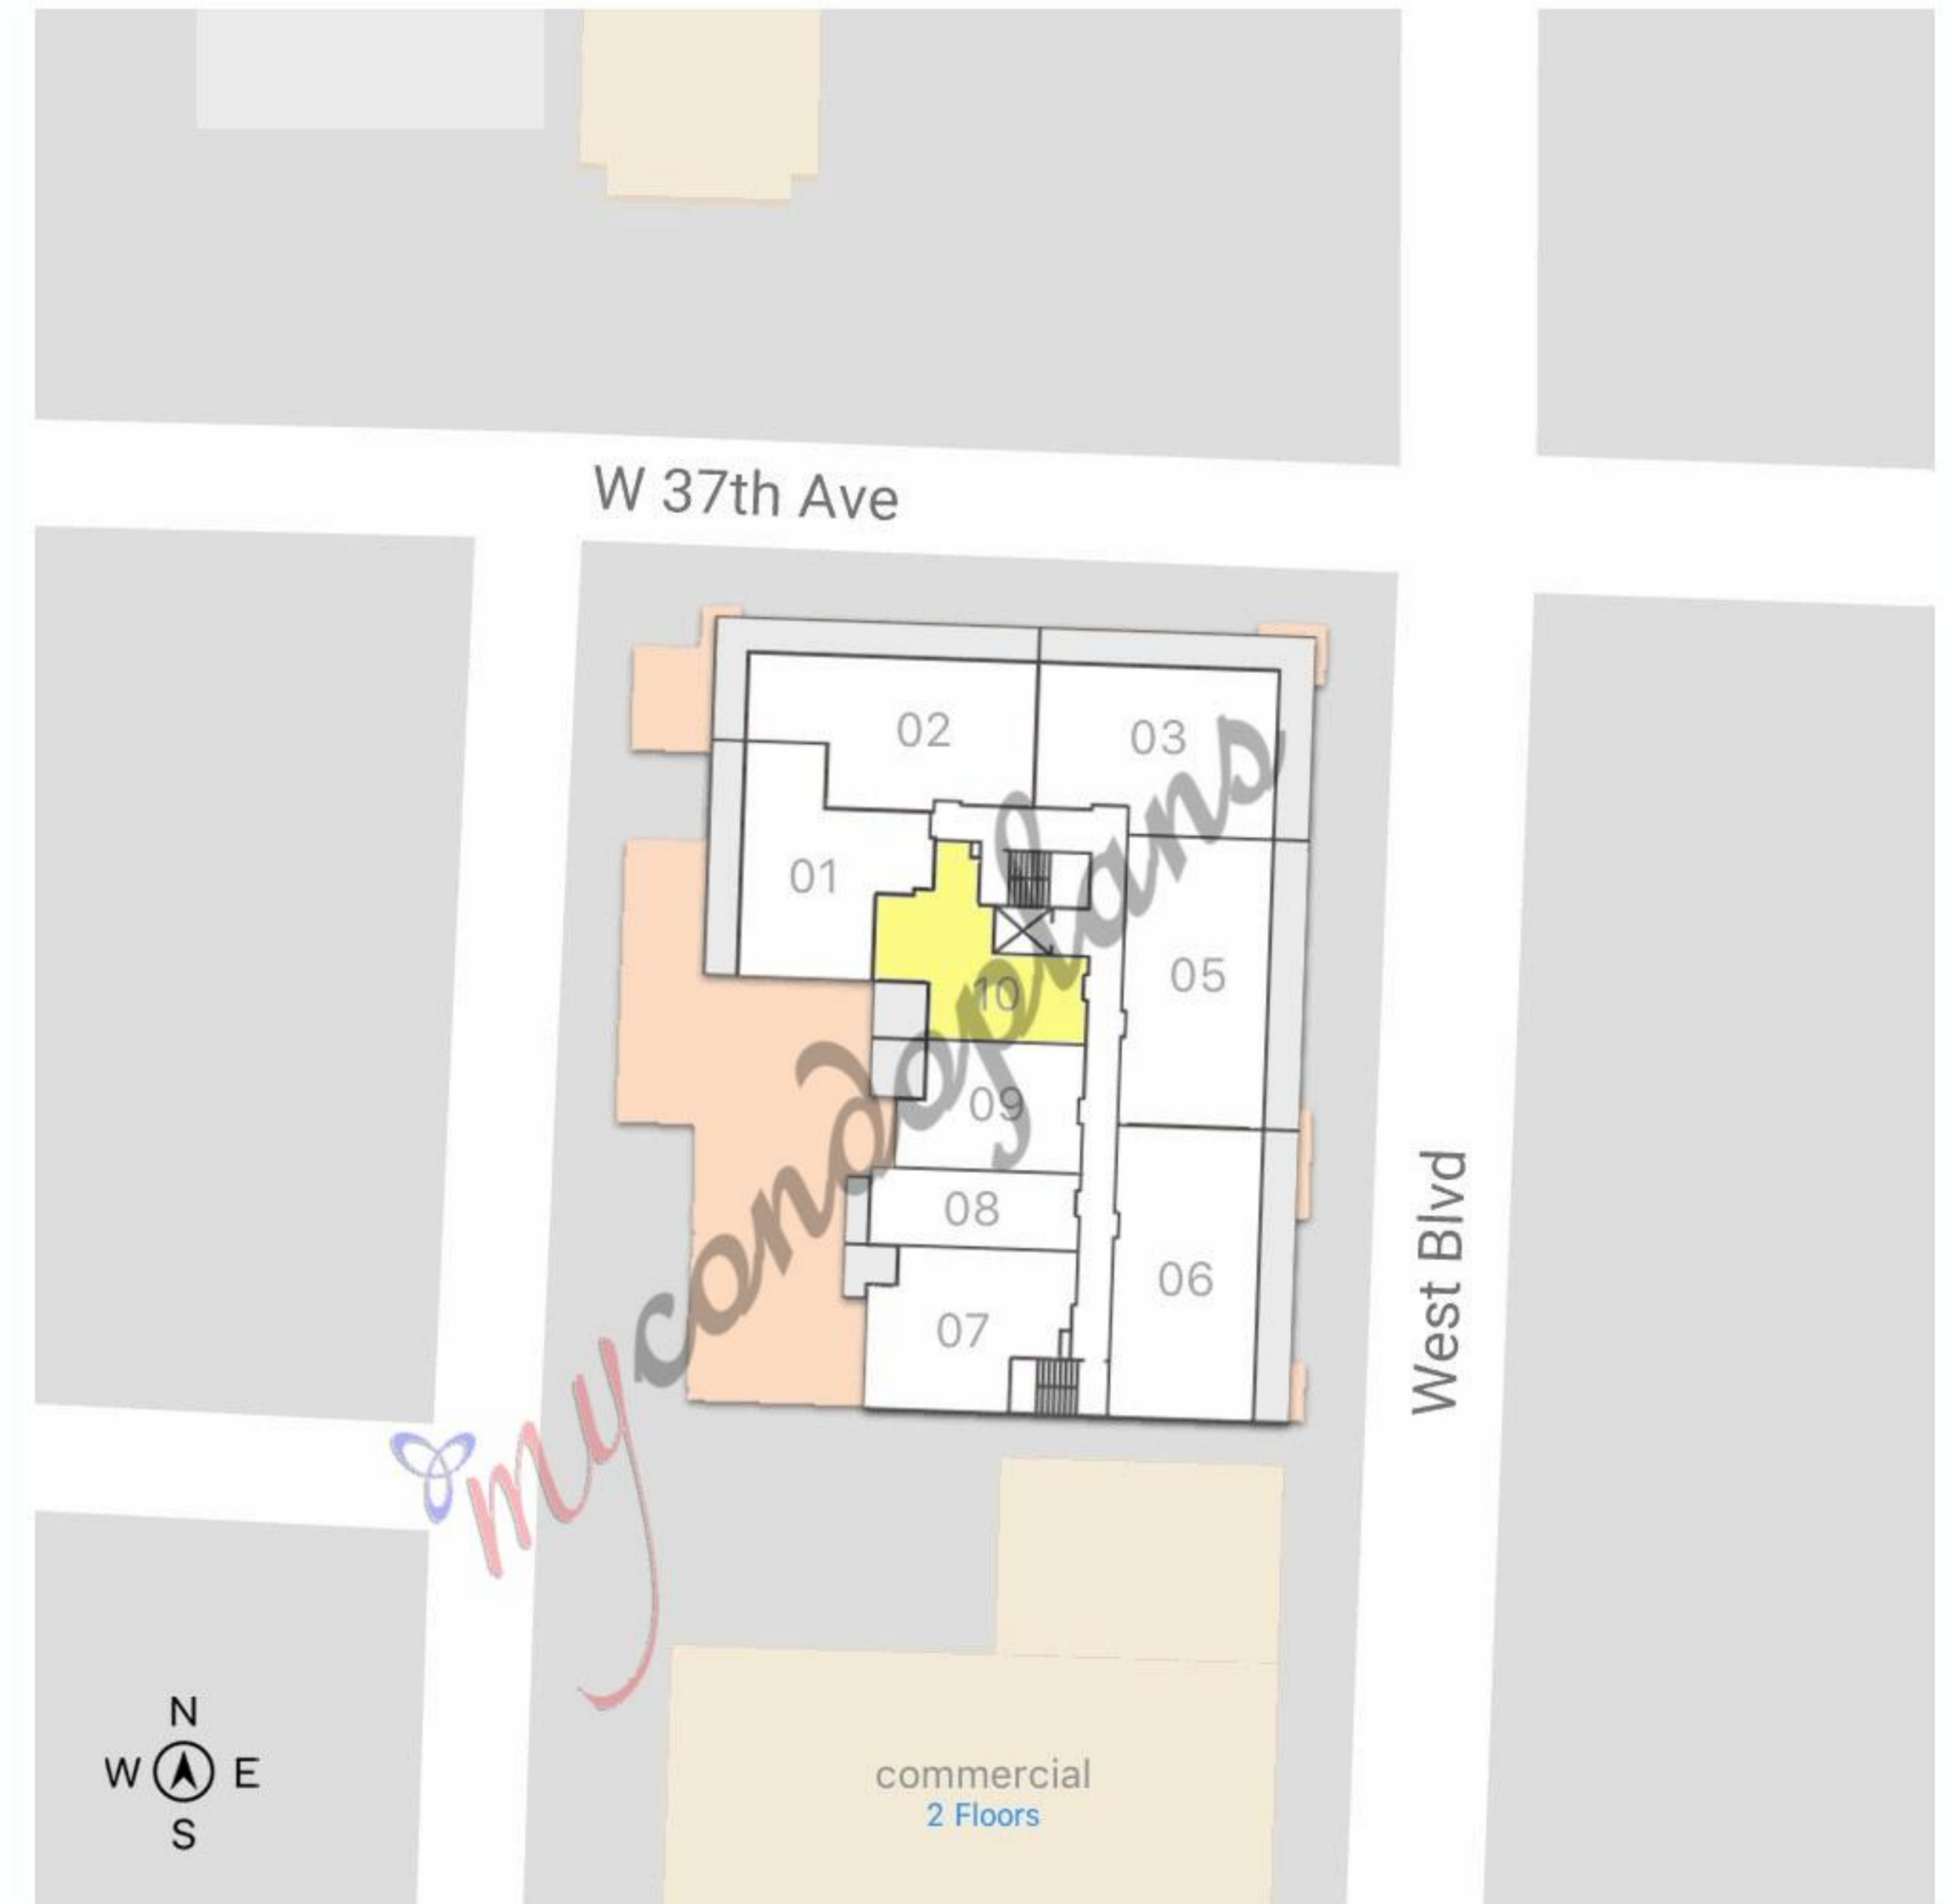 W 37th Ave
02
03
01
05
10
09
08
06
07
West Blvd
mycondoplans
N
W E
S
commercial
2 Floors